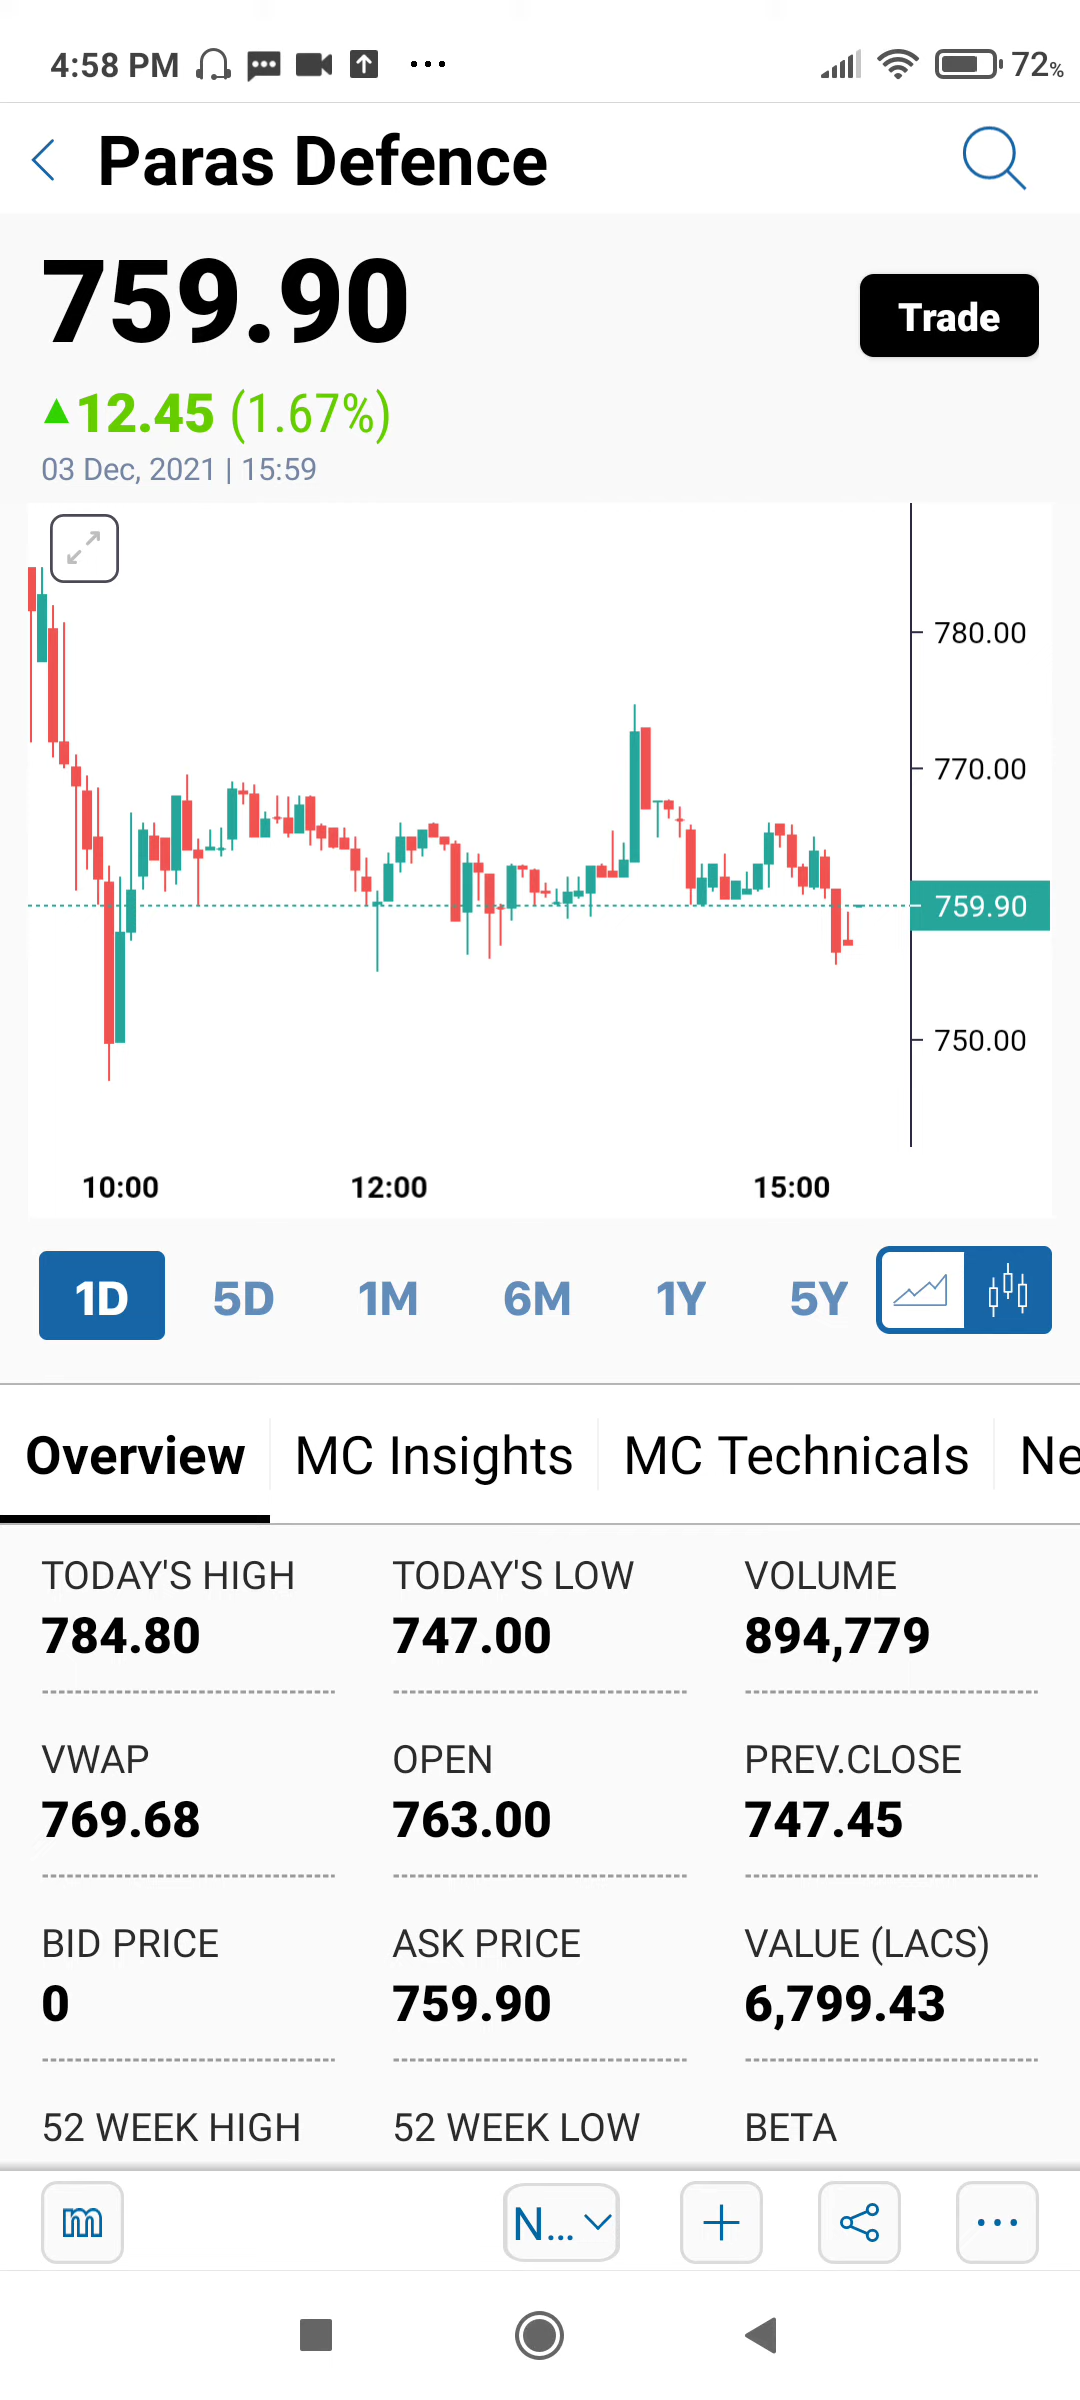 4:58 PM 72%
Paras Defence
759.90
Trade
▲12.45 (1.67%)
03 Dec, 2021 | 15:59
780.00
770.00
759.90
750.00
10:00 12:00 15:00
1D 5D 1M 6M 1Y 5Y
Overview MC Insights MC Technicals Ne
TODAY'S HIGH TODAY'S LOW VOLUME
784.80 747.00 894,779
VWAP OPEN PREV.CLOSE
769.68 763.00 747.45
BID PRICE ASK PRICE VALUE (LACS)
0 759.90 6,799.43
52 WEEK HIGH 52 WEEK LOW BETA
m N...